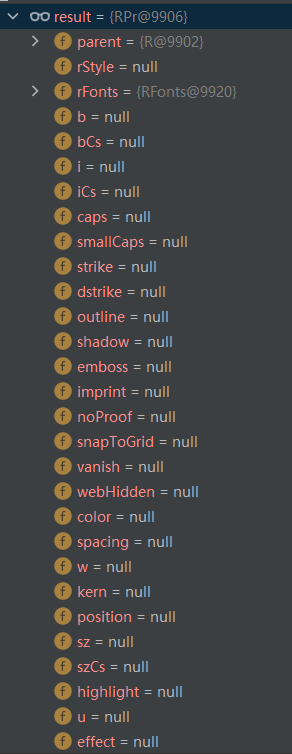 result = {RPr@9906}
f parent = {R@9902}
f rStyle = null
f rFonts = {RFonts@9920}
f b = null
f bCs = null
f i = null
f iCs = null
f caps = null
f smallCaps = null
f strike = null
f dstrike = null
f outline = null
f shadow = null
f emboss = null
f imprint = null
f noProof = null
f snapToGrid = null
f vanish = null
f webHidden = null
f color = null
f spacing = null
f w = null
f kern = null
f position = null
f sz = null
f szCs = null
f highlight = null
f u = null
f effect = null